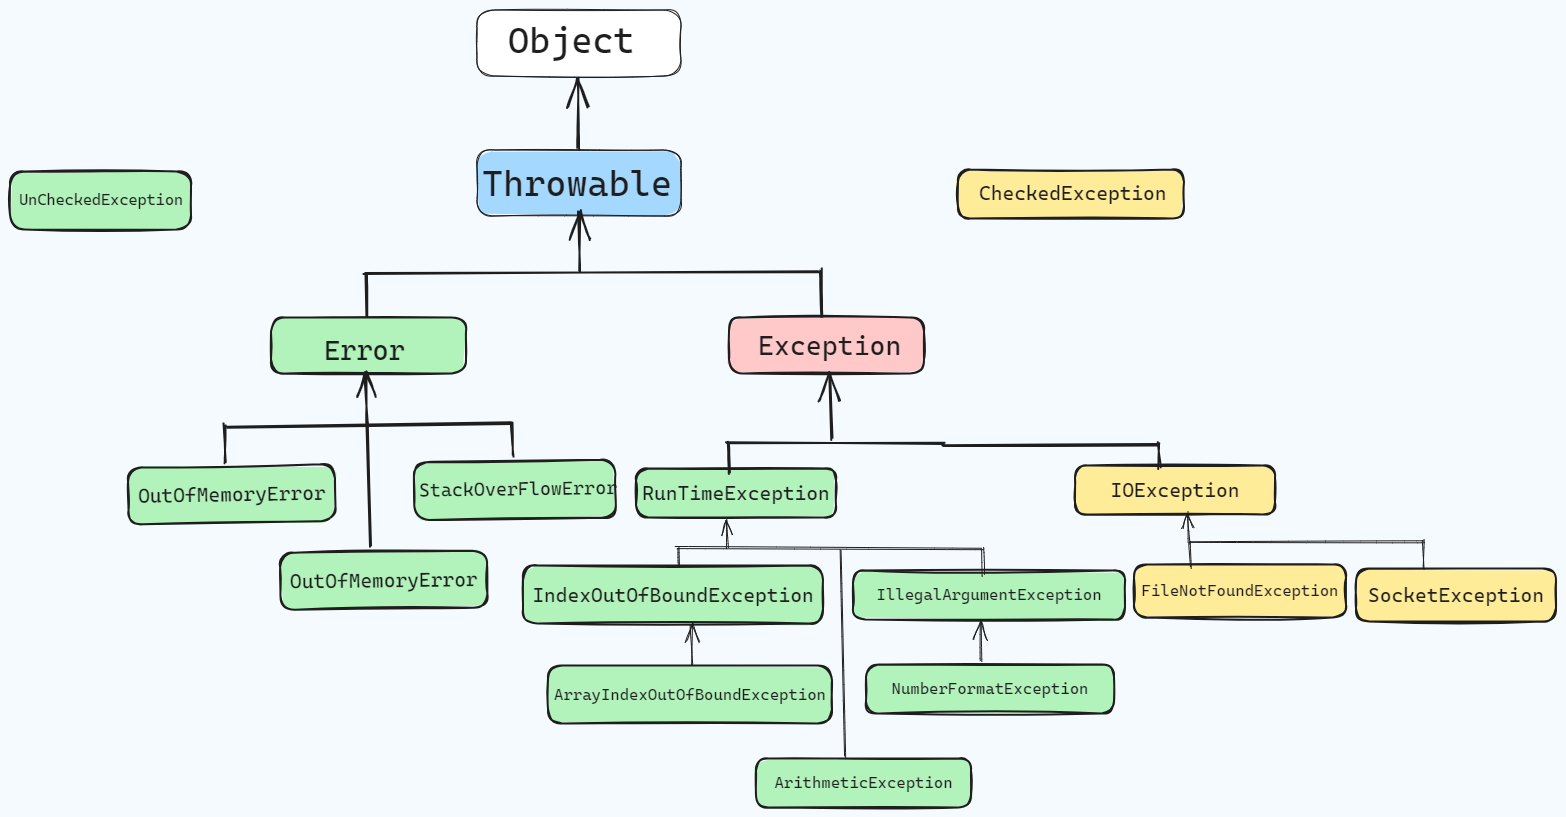 Object
Throwable
UnCheckedException
CheckedException
Error
Exception
OutOfMemoryError
StackOverFlowError
RunTimeException
IOException
OutOfMemoryError
IndexOutOfBoundException
IllegalArgumentException
FileNotFoundException
SocketException
ArrayIndexOutOfBoundException
NumberFormatException
ArithmeticException